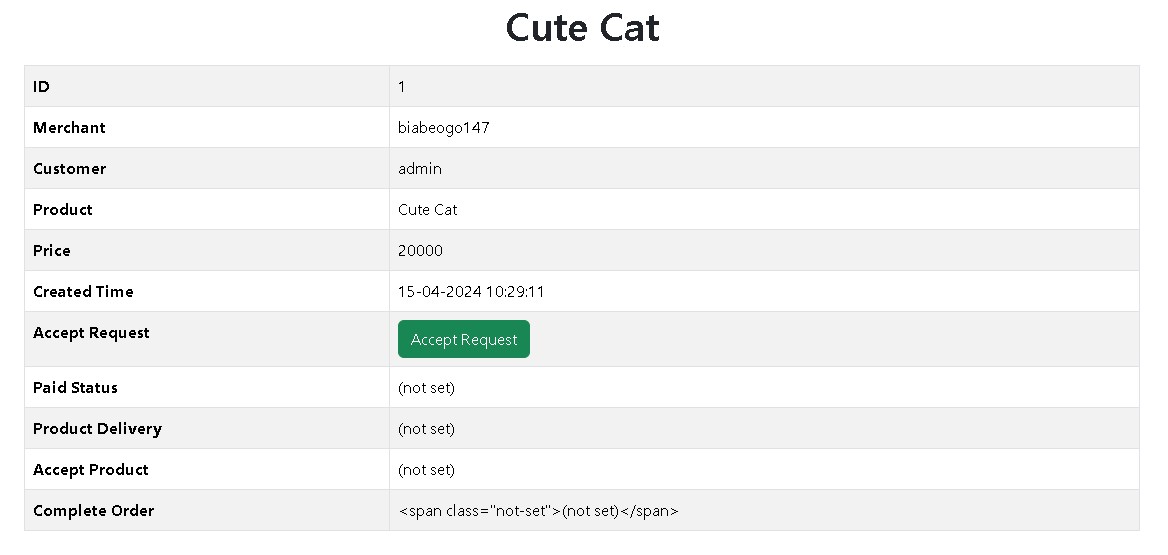 Cute Cat
ID 1
Merchant biabeogo147
Customer admin
Product Cute Cat
Price 20000
Created Time 15-04-2024 10:29:11
Accept Request Accept Request
Paid Status (not set)
Product Delivery (not set)
Accept Product (not set)
Complete Order <span class="not-set">(not set)</span>